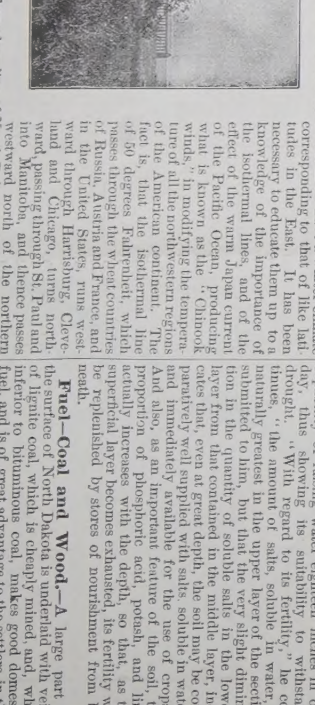 corresponding to that of like lati
tudes in the East. It has been
necessary to educate them up to a
knowledge of the importance of
the isothermal lines, and of the
effect of the warm Japan current
of the Pacific Ocean, producing
what is known as the "Chinook
winds," in modifying the tempera-
ture of all the northwestern regions
of the American continent. The
fact is, that the isothermal line
of 50 degrees Fahrenheit, which
passes through the wheat countries
of Russia, Austria and France, and
in the United States, runs west-
ward through Harrisburg, Cleve-
land and Chicago, turns north-
ward, passing through St. Paul and
into Manitoba, and thence passes
westward north of the northern
water eighteen inches in
day, thus showing its suitability to withsta
drought. "With regard to its fertility," he co
tinues, "the amount of salts soluble in water,
naturally greatest in the upper layer of the secti
submitted to him, but that the very slight dimin
tion in the quantity of soluble salts in the low
layer from that contained in the middle layer, in
cates that, even at great depth, the soil may be co
paratively well supplied with salts, soluble in wat
and immediately available for the use of crop
And also, as an important feature of the soil, t
proportion of phosphoric acid, potash, and li
actually increases with the depth, so that, as t
superficial layer becomes exhausted, its fertility w
be replenished by stores of nourishment from b
neath.
Fuel—Coal and Wood.—A large part
the surface of North Dakota is underlaid with ve
of lignite coal, which is cheaply mined and, wh
inferior to bituminous coal, makes good domes
fuel, and is of great advantage to the settlers i